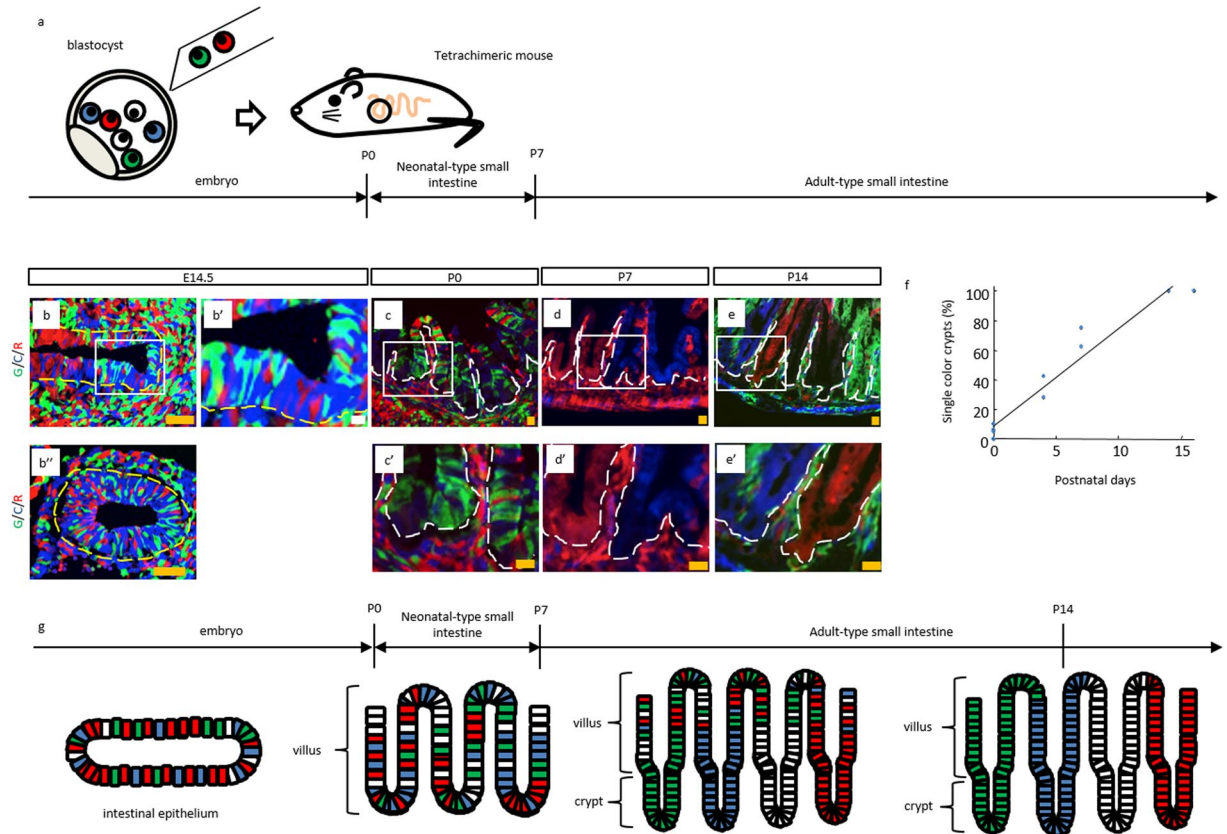 a
blastocyst
Tetrachimeric mouse
P0
Neonatal-type small
intestine
P7
embryo
Adult-type small intestine
E14.5
P0
P7
P14
f
b
b’
c
d
e
G/C/R
b’’
c’
d’
e’
G/C/R
Single color crypts (%)
100
80
60
40
20
0
0
5
10
15
Postnatal days
g
embryo
P0
Neonatal-type small
intestine
P7
Adult-type small intestine
P14
villus
villus
crypt
villus
crypt
intestinal epithelium